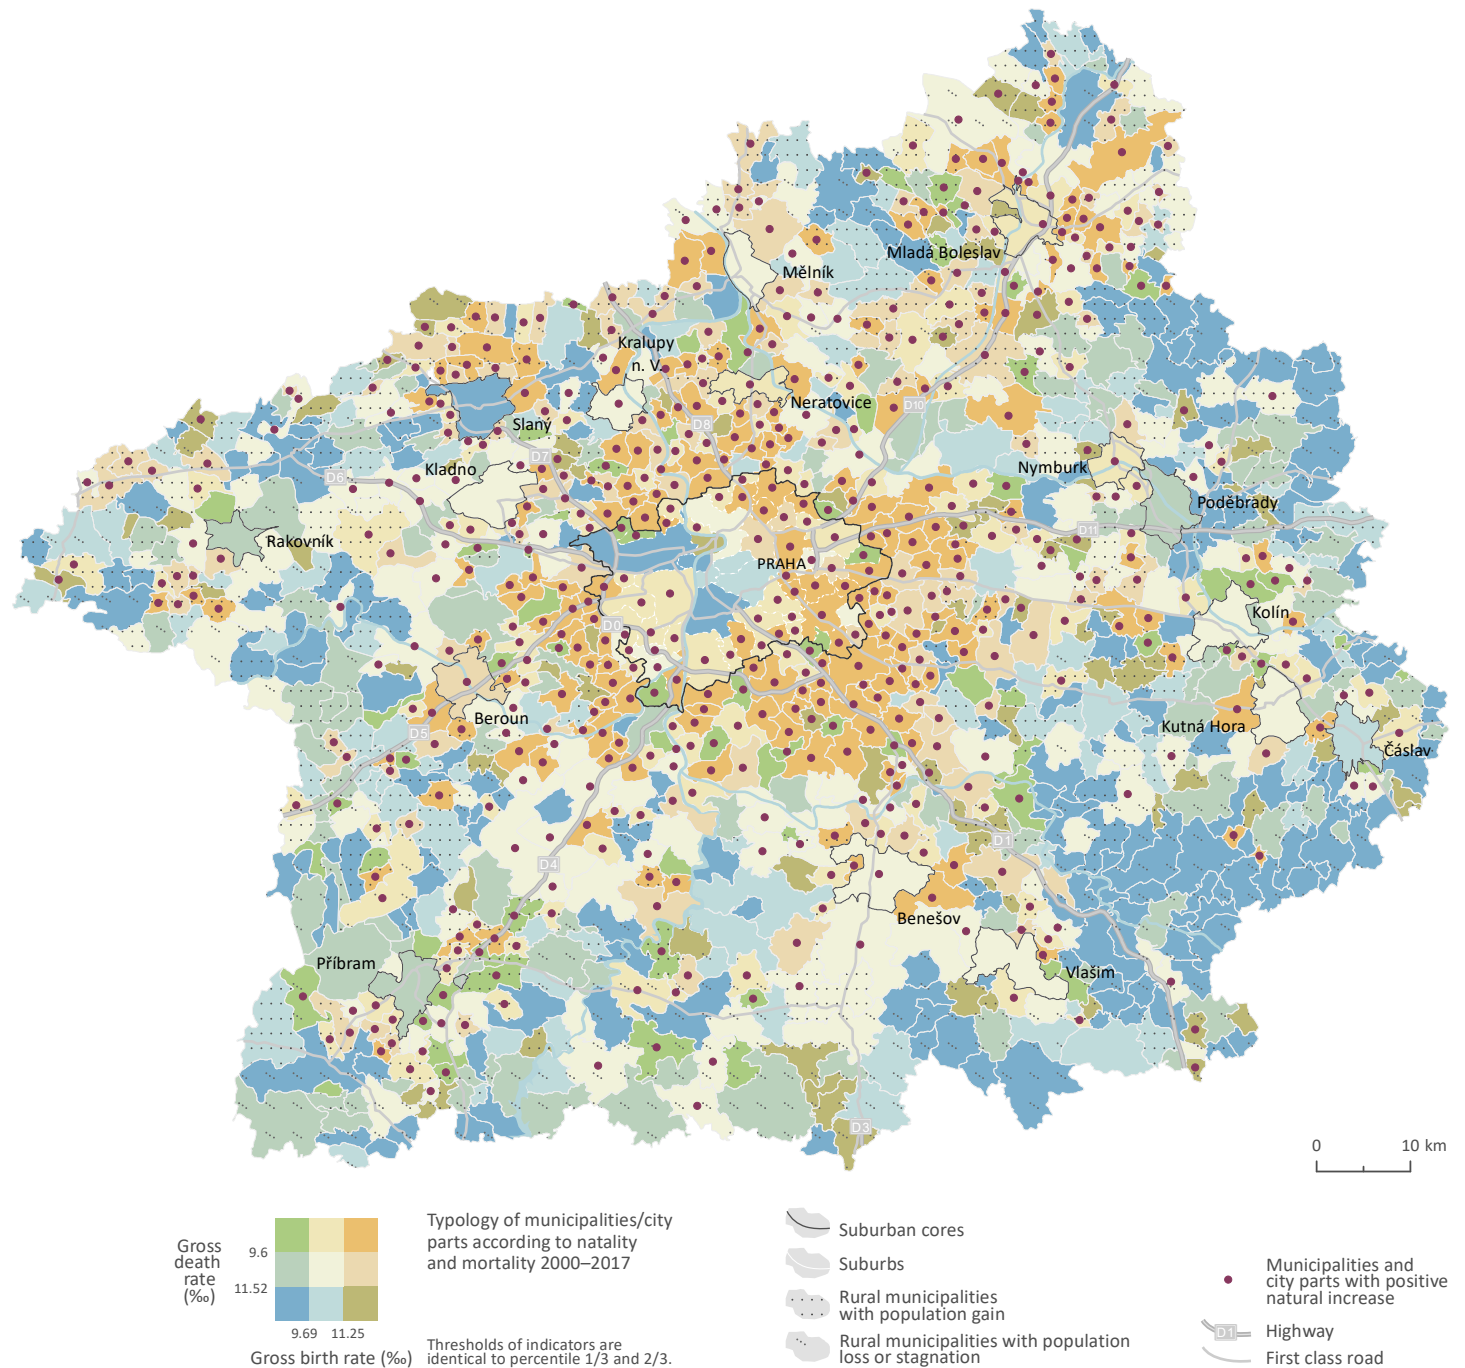 Mladá Boleslav
Mělník
Kralupy
n. V.
Neratovice
D10
Slaný
D8
D7
Kladno
Nymburk
D6
Poděbrady
Rakovník
D11
PRAHA
Kolín
D0
Beroun
Kutná Hora
D5
Čáslav
D1
D4
Benešov
Příbram
Vlašim
D3
0 10 km
Gross
death
rate
(‰)
9.6
11.52
9.69 11.25
Gross birth rate (‰)
Typology of municipalities/city
parts according to natality
and mortality 2000–2017
Thresholds of indicators are
identical to percentile 1/3 and 2/3.
Suburban cores
Suburbs
Rural municipalities
with population gain
Rural municipalities with population
loss or stagnation
Municipalities and
city parts with positive
natural increase
D1 Highway
First class road